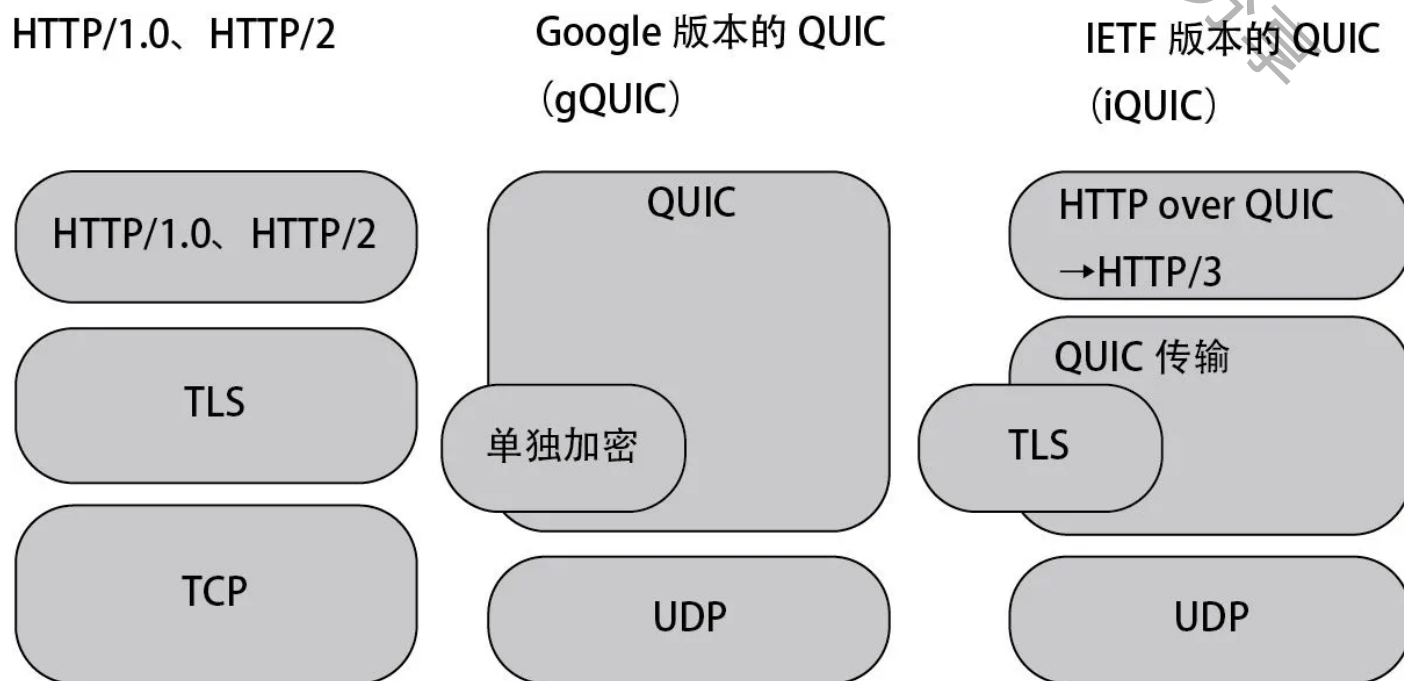 HTTP/1.0、HTTP/2
Google 版本的 QUIC
（gQUIC）
IETF 版本的 QUIC
（iQUIC）
HTTP/1.0、HTTP/2
TLS
TCP
QUIC
单独加密
UDP
HTTP over QUIC
→HTTP/3
QUIC 传输
TLS
UDP